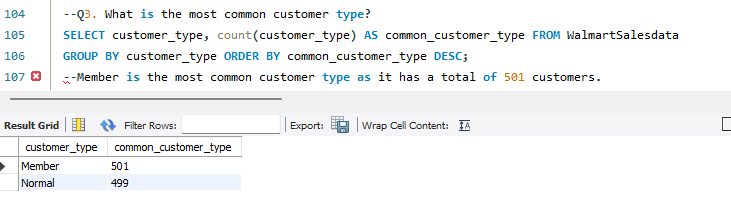 104 --Q3. What is the most common customer type?
105 SELECT customer_type, count(customer_type) AS common_customer_type FROM WalmartSalesdata
106 GROUP BY customer_type ORDER BY common_customer_type DESC;
107 --Member is the most common customer type as it has a total of 501 customers.
Result Grid Filter Rows: Export: Wrap Cell Content: IA
customer_type common_customer_type
Member 501
Normal 499